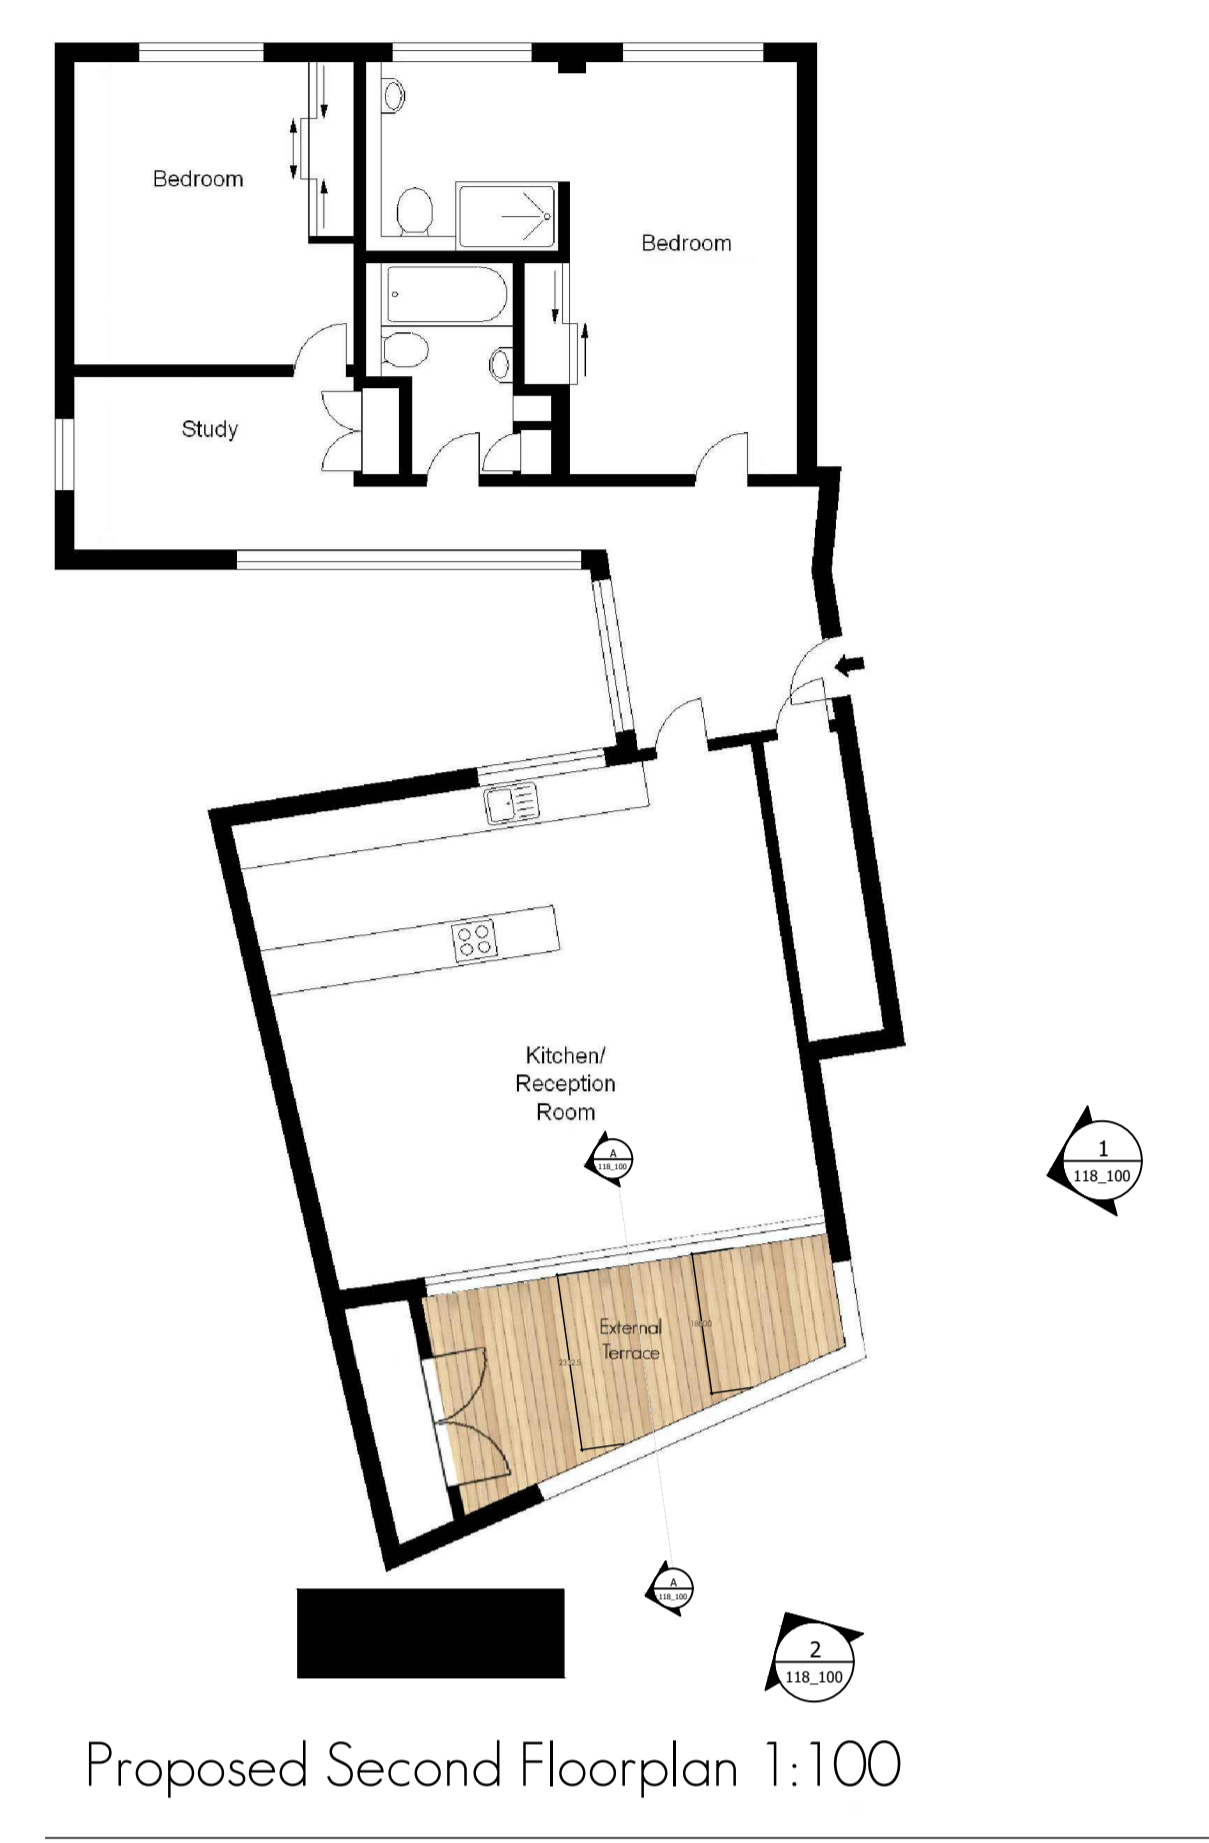 Bedroom
Bedroom
Study
Kitchen/
Reception
Room
A
118_100
1
118_100
External
Terrace
A
118_100
2
118_100
Proposed Second Floorplan 1:100